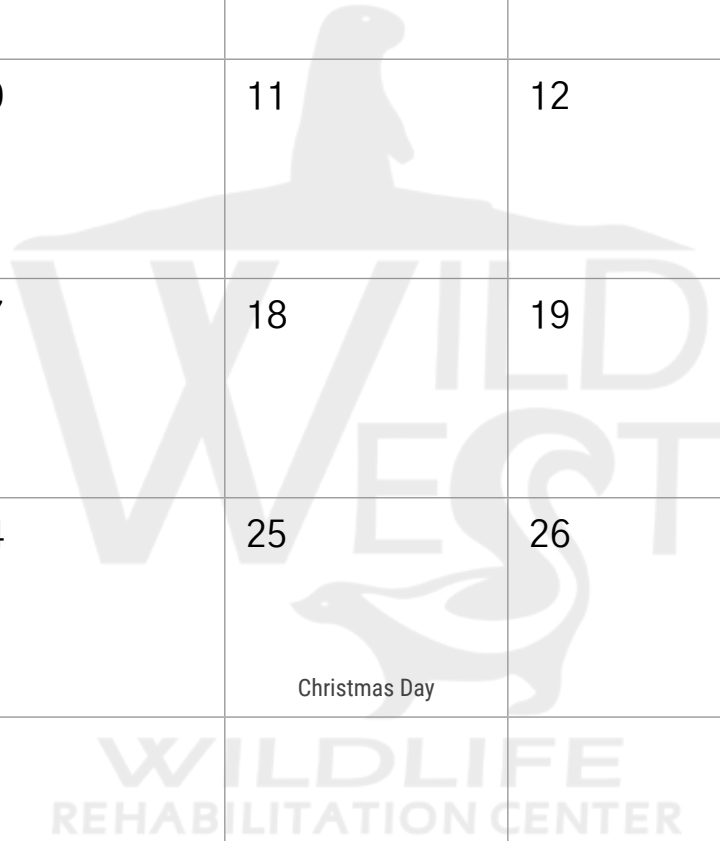 11
12
WILD
18
19
WEST
25
26
Christmas Day
WILDLIFE
REHABILITATION CENTER